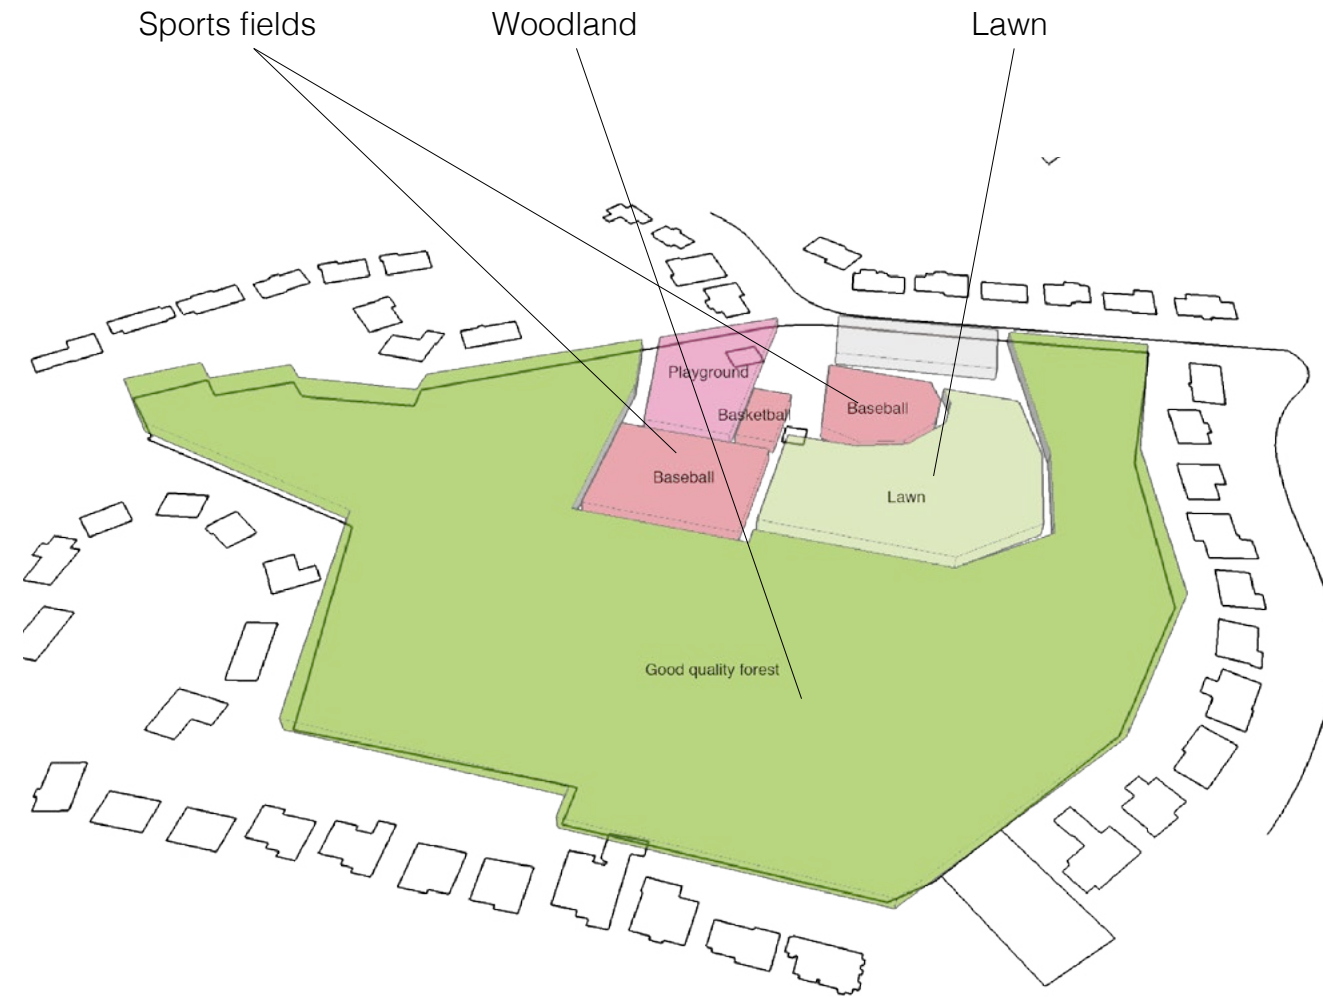 Sports fields
Woodland
Lawn
Playground
Basketball
Baseball
Baseball
Lawn
Good quality forest